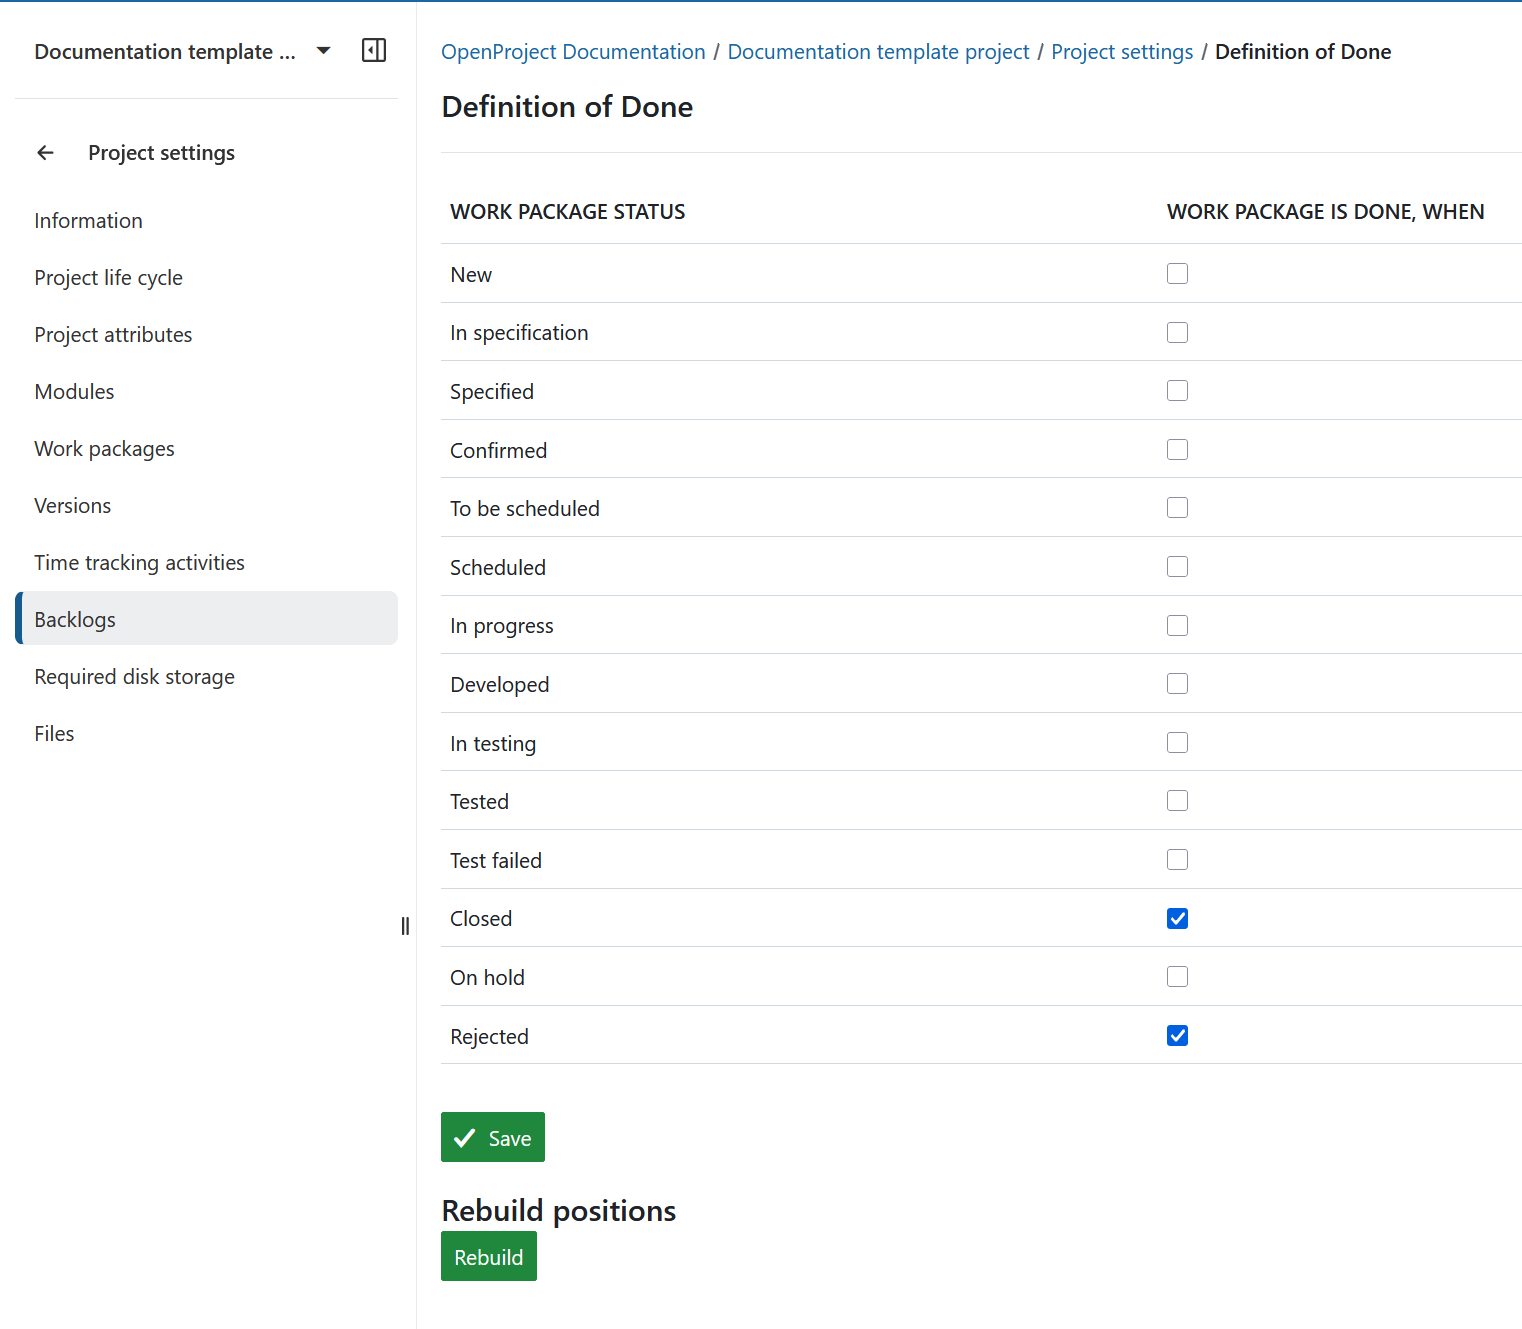 Documentation template ...
OpenProject Documentation / Documentation template project / Project settings / Definition of Done
Definition of Done
Project settings
Information
Project life cycle
Project attributes
Modules
Work packages
Versions
Time tracking activities
Backlogs
Required disk storage
Files
WORK PACKAGE STATUS WORK PACKAGE IS DONE, WHEN
New
In specification
Specified
Confirmed
To be scheduled
Scheduled
In progress
Developed
In testing
Tested
Test failed
Closed
On hold
Rejected
Save
Rebuild positions
Rebuild